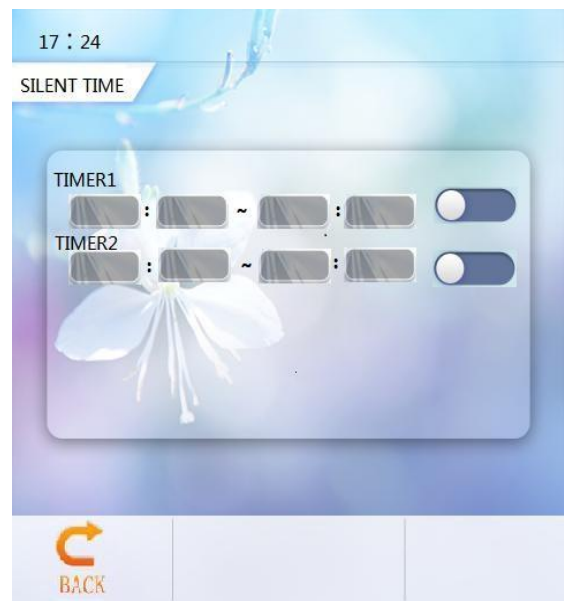 17 : 24
SILENT TIME
TIMER1
: ~ :
TIMER2
: ~ :
BACK